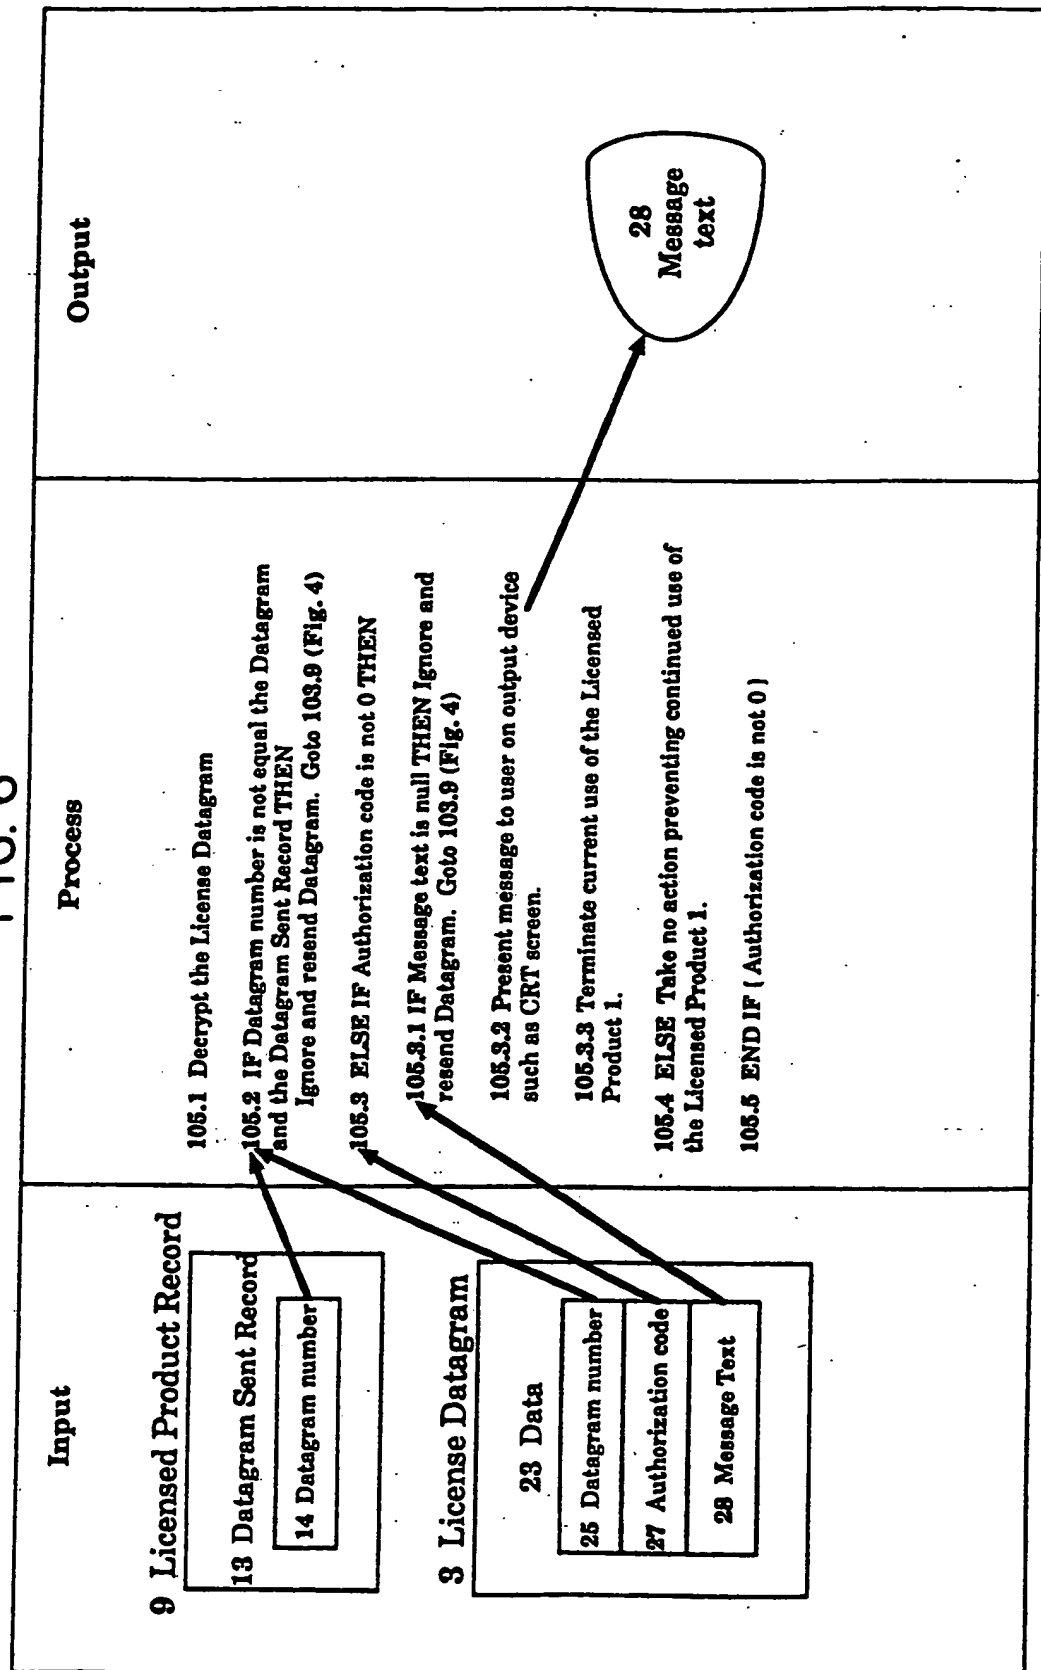 Input
Process
Output
9 Licensed Product Record
13 Datagram Sent Record
14 Datagram number
3 License Datagram
23 Data
25 Datagram number
27 Authorization code
28 Message Text
105.1 Decrypt the License Datagram
105.2 IF Datagram number is not equal the Datagram
and the Datagram Sent Record THEN
Ignore and resend Datagram. Goto 103.9 (Fig. 4)
105.3 ELSE IF Authorization code is not 0 THEN
105.3.1 IF Message text is null THEN Ignore and
resend Datagram. Goto 103.9 (Fig. 4)
105.3.2 Present message to user on output device
such as CRT screen.
105.3.3 Terminate current use of the Licensed
Product 1.
105.4 ELSE Take no action preventing continued use of
the Licensed Product 1.
105.5 END IF ( Authorization code is not 0 )
28
Message
text